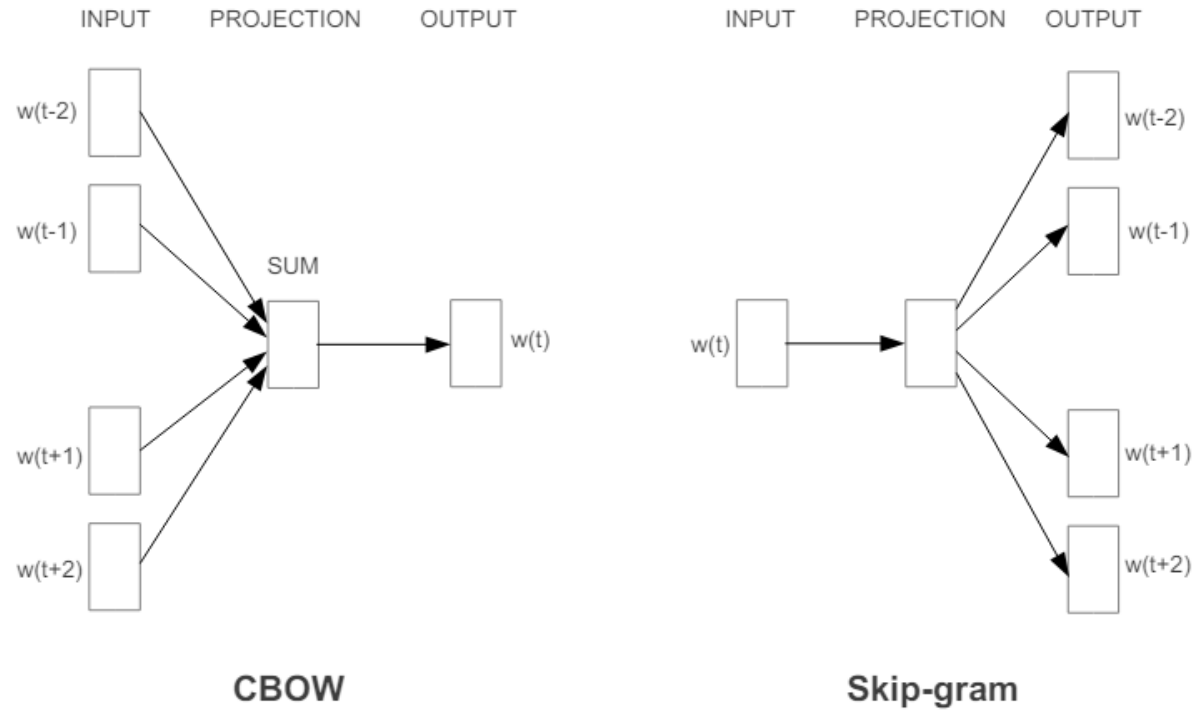 INPUT PROJECTION OUTPUT
w(t-2)
w(t-1)
SUM
w(t)
w(t+1)
w(t+2)
CBOW
INPUT PROJECTION OUTPUT
w(t-2)
w(t-1)
w(t)
w(t+1)
w(t+2)
Skip-gram